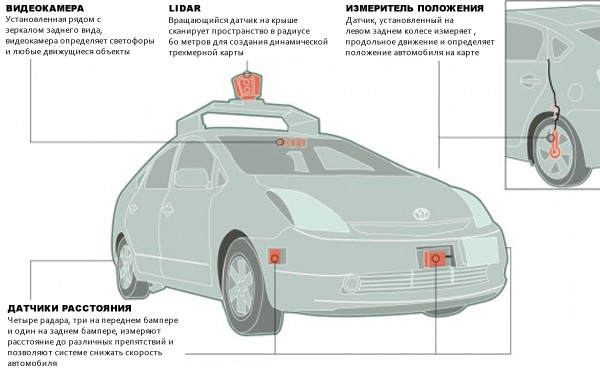 ВИДЕОКАМЕРА
Установленная рядом с
зеркалом заднего вида,
видеокамера определяет светофоры
и любые движущиеся объекты
LIDAR
Вращающийся датчик на крыше
сканирует пространство в радиусе
60 метров для создания динамической
трехмерной карты
ИЗМЕРИТЕЛЬ ПОЛОЖЕНИЯ
Датчик, установленный на
левом заднем колесе измеряет ,
продольное движение и определяет
положение автомобиля на карте
ДАТЧИКИ РАССТОЯНИЯ
Четыре радара, три на переднем бампере
и один на заднем бампере, измеряют
расстояние до различных препятствий и
позволяют системе снижать скорость
автомобиля